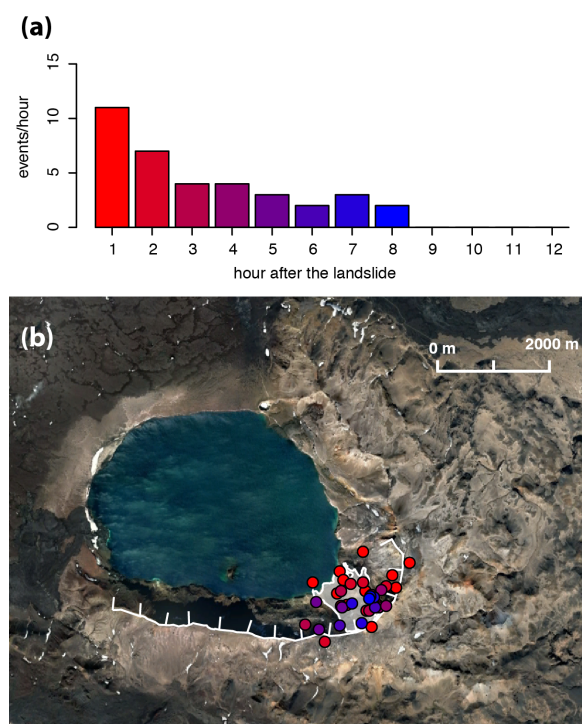 (a)
15
10
5
0
events/hour
1 2 3 4 5 6 7 8 9 10 11 12
hour after the landslide
(b)
0 m 2000 m